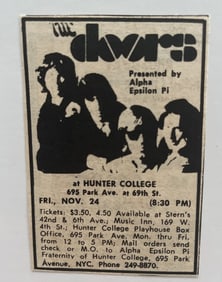 the
doors
Presented by
Alpha
Epsilon Pi
at HUNTER COLLEGE
695 Park Ave. at 69th St.
FRI., NOV. 24 (8:30 PM)
Tickets: $3.50, 4.50 Available at Stern's
42nd & 6th Ave.; Music Inn, 169 W.
4th St.; Hunter College Playhouse Box
Office, 695 Park Ave. Mon. thru Fri.
from 12 to 5 PM; Mail orders send
check or M.O. to Alpha Epsilon Pi
Fraternity of Hunter College, 695 Park
Avenue, NYC. Phone 249-8870.